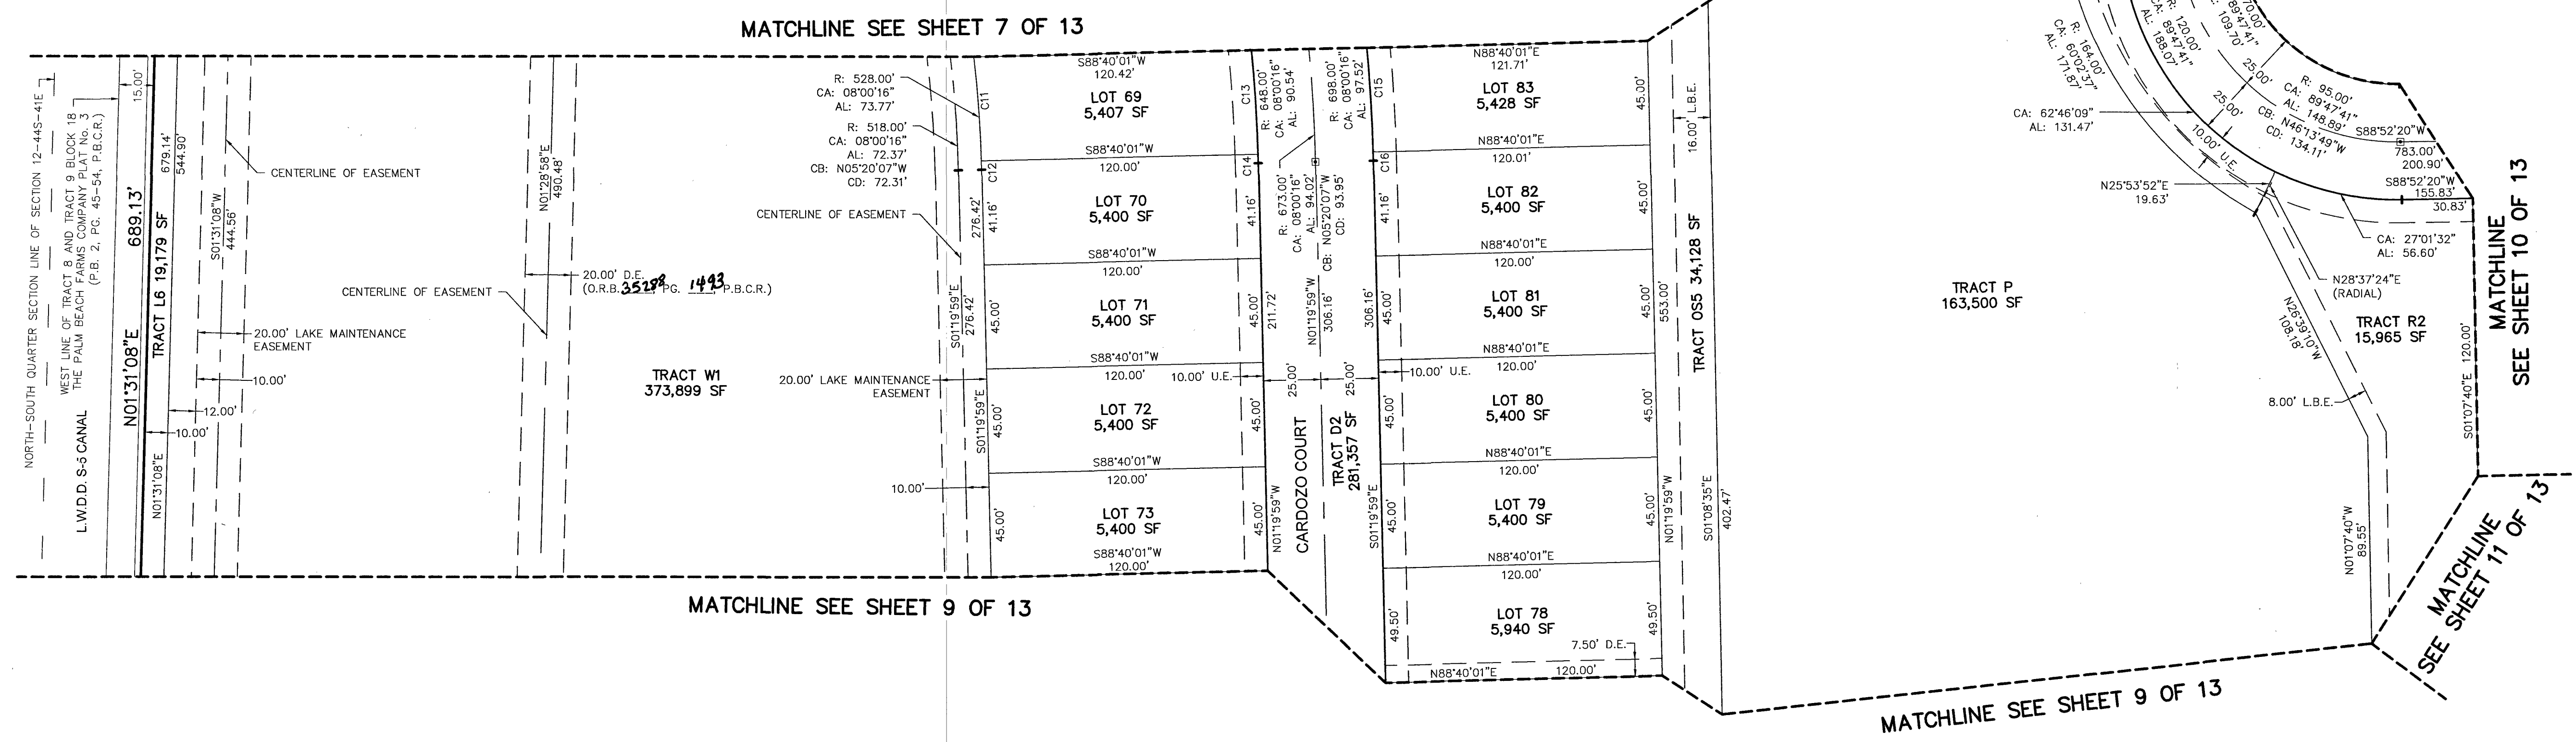 MATCHLINE SEE SHEET 7 OF 13
NORTH-SOUTH QUARTER SECTION LINE OF SECTION 12-44S-41E
WEST LINE OF TRACT 8 AND TRACT 9 BLOCK 18
THE PALM BEACH FARMS COMPANY PLAT No. 3
(P.B. 2, PG. 45-54, P.B.C.R.)
L.W.D.D. S-5 CANAL
N01°31'08"E 689.13'
15.00'
TRACT L6 19,179 SF
N01°31'08"E
679.14'
544.90'
S01°31'08"W
444.56'
CENTERLINE OF EASEMENT
20.00' LAKE MAINTENANCE
EASEMENT
10.00'
12.00'
10.00'
N01°28'58"E
490.48'
20.00' D.E.
(O.R.B. 35288, PG. 1493, P.B.C.R.)
CENTERLINE OF EASEMENT
TRACT W1
373,899 SF
R: 528.00'
CA: 08°00'16"
AL: 73.77'
R: 518.00'
CA: 08°00'16"
AL: 72.37'
CB: N05°20'07"W
CD: 72.31'
CENTERLINE OF EASEMENT
20.00' LAKE MAINTENANCE
EASEMENT
10.00'
S01°19'59"E
276.42'
276.42'
S01°19'59"E
C11
C12
41.16'
45.00'
45.00'
45.00'
S88°40'01"W
120.42'
LOT 69
5,407 SF
S88°40'01"W
120.00'
LOT 70
5,400 SF
S88°40'01"W
120.00'
LOT 71
5,400 SF
S88°40'01"W
120.00'
10.00' U.E.
LOT 72
5,400 SF
S88°40'01"W
120.00'
LOT 73
5,400 SF
S88°40'01"W
120.00'
C13
C14
41.16'
45.00'
45.00'
45.00'
211.72'
N01°19'59"W
R: 648.00'
CA: 08°00'16"
AL: 90.54'
R: 673.00'
CA: 08°00'16"
AL: 94.02'
CB: N05°20'07"W
CD: 93.95'
R: 698.00'
CA: 08°00'16"
AL: 97.52'
N01°19'59"W
306.16'
25.00'
25.00'
CARDOZO COURT
TRACT D2
281,357 SF
306.16'
S01°19'59"E
C15
C16
41.16'
45.00'
45.00'
45.00'
49.50'
10.00' U.E.
N88°40'01"E
121.71'
LOT 83
5,428 SF
N88°40'01"E
120.01'
LOT 82
5,400 SF
N88°40'01"E
120.00'
LOT 81
5,400 SF
N88°40'01"E
120.00'
LOT 80
5,400 SF
N88°40'01"E
120.00'
LOT 79
5,400 SF
N88°40'01"E
120.00'
LOT 78
5,940 SF
7.50' D.E.
N88°40'01"E 120.00'
45.00'
45.00'
45.00'
45.00'
45.00'
49.50'
553.00'
N01°19'59"W
16.00' L.B.E.
TRACT OS5 34,128 SF
S01°08'35"E
402.47'
TRACT P
163,500 SF
R: 164.00'
CA: 60°02'37"
AL: 171.87'
R: 120.00'
CA: 89°47'41"
AL: 188.07'
70.00'
89°47'41"
109.70'
25.00'
25.00'
R: 95.00'
CA: 89°47'41"
AL: 148.89'
CB: N46°13'49"W
CD: 134.11'
CA: 62°46'09"
AL: 131.47'
10.00' U.E.
S88°52'20"W
783.00'
200.90'
S88°52'20"W
155.83'
30.83'
N25°53'52"E
19.63'
CA: 27°01'32"
AL: 56.60'
N28°37'24"E
(RADIAL)
N26°39'10"W
108.18'
TRACT R2
15,965 SF
8.00' L.B.E.
S01°07'40"E 120.00'
N01°07'40"W
89.55'
MATCHLINE
SEE SHEET 10 OF 13
MATCHLINE
SEE SHEET 11 OF 13
MATCHLINE SEE SHEET 9 OF 13
MATCHLINE SEE SHEET 9 OF 13